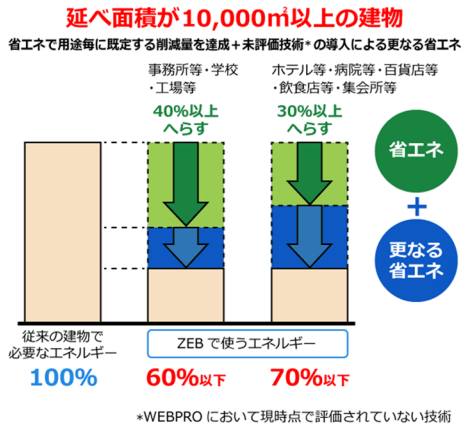 延べ面積が10,000㎡以上の建物
省エネで用途毎に既定する削減量を達成＋未評価技術*の導入による更なる省エネ
事務所等・学校
・工場等
ホテル等・病院等・百貨店等
・飲食店等・集会所等
40%以上
へらす
30%以上
へらす
省エネ
+
更なる
省エネ
従来の建物で
必要なエネルギー
100%
ZEBで使うエネルギー
60%以下
70%以下
*WEBPROにおいて現時点で評価されていない技術